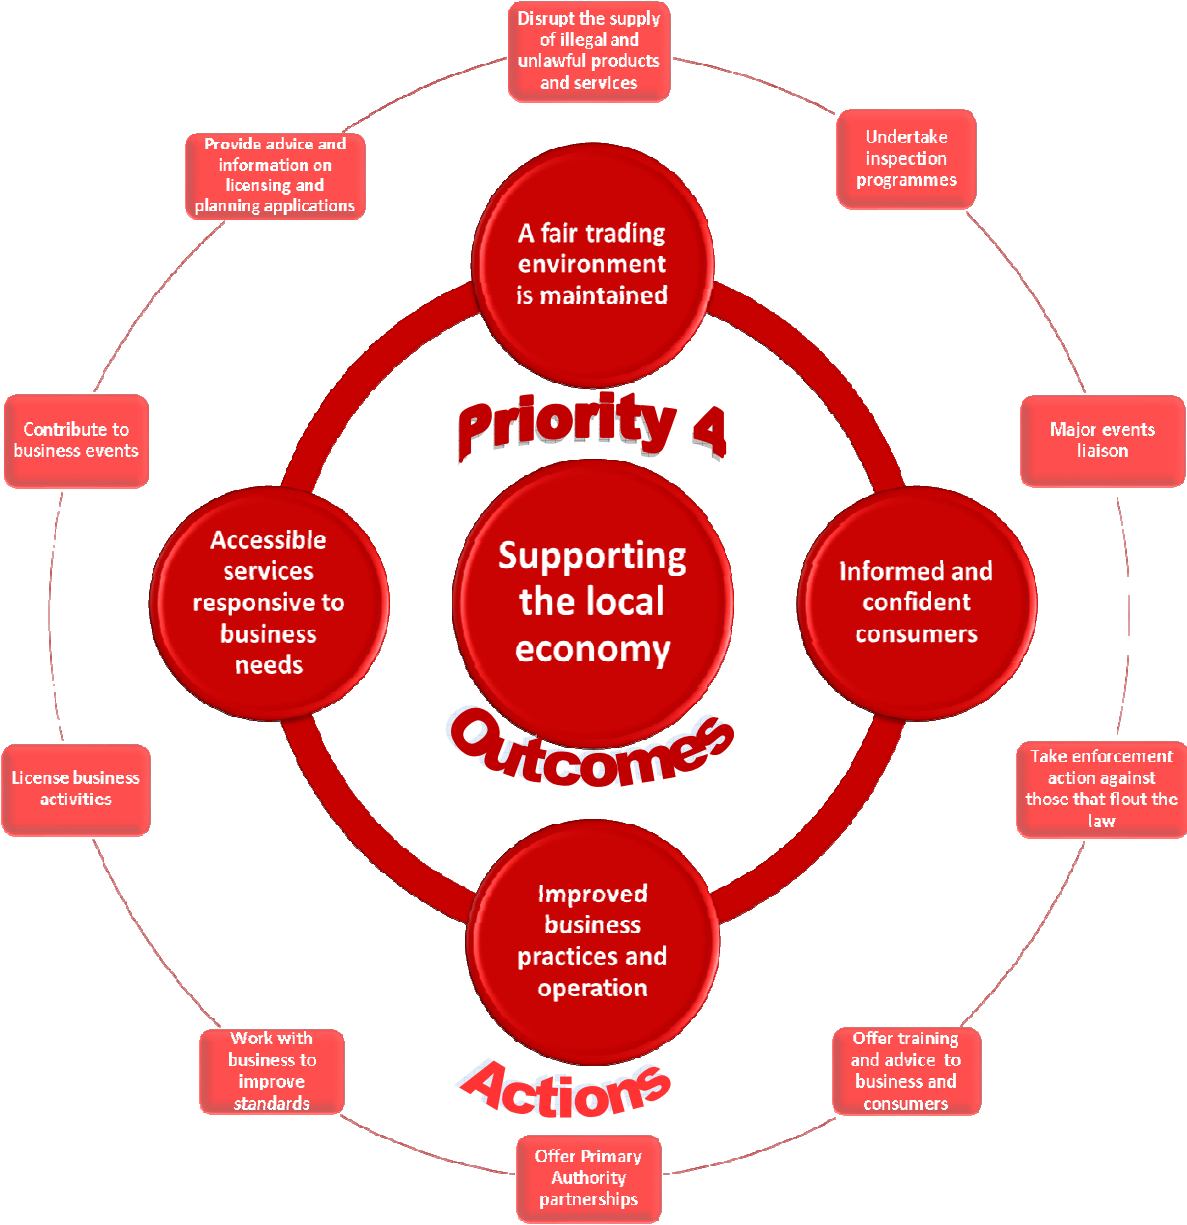 Disrupt the supply
of illegal and
unlawful products
and services
Undertake
inspection
programmes
Major events
liaison
Take enforcement
action against
those that flout the
law
Offer training
and advice to
business and
consumers
Offer Primary
Authority
partnerships
Work with
business to
improve
standards
License business
activities
Contribute to
business events
Provide advice and
information on
licensing and
planning applications
A fair trading
environment
is maintained
Informed and
confident
consumers
Improved
business
practices and
operation
Accessible
services
responsive to
business
needs
Priority 4
Supporting
the local
economy
Outcomes
Actions